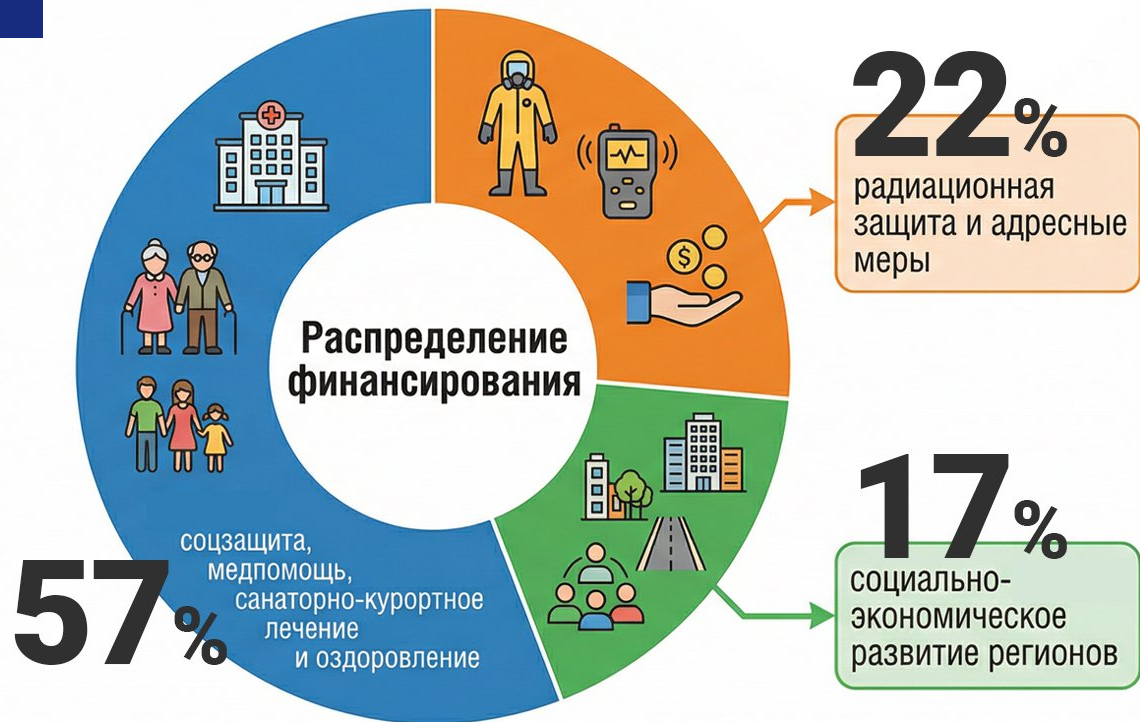 Распределение
финансирования
22%
радиационная
защита и адресные
меры
17%
социально-
экономическое
развитие регионов
57%
соцзащита,
медпомощь,
санаторно-курортное
лечение
и оздоровление
$